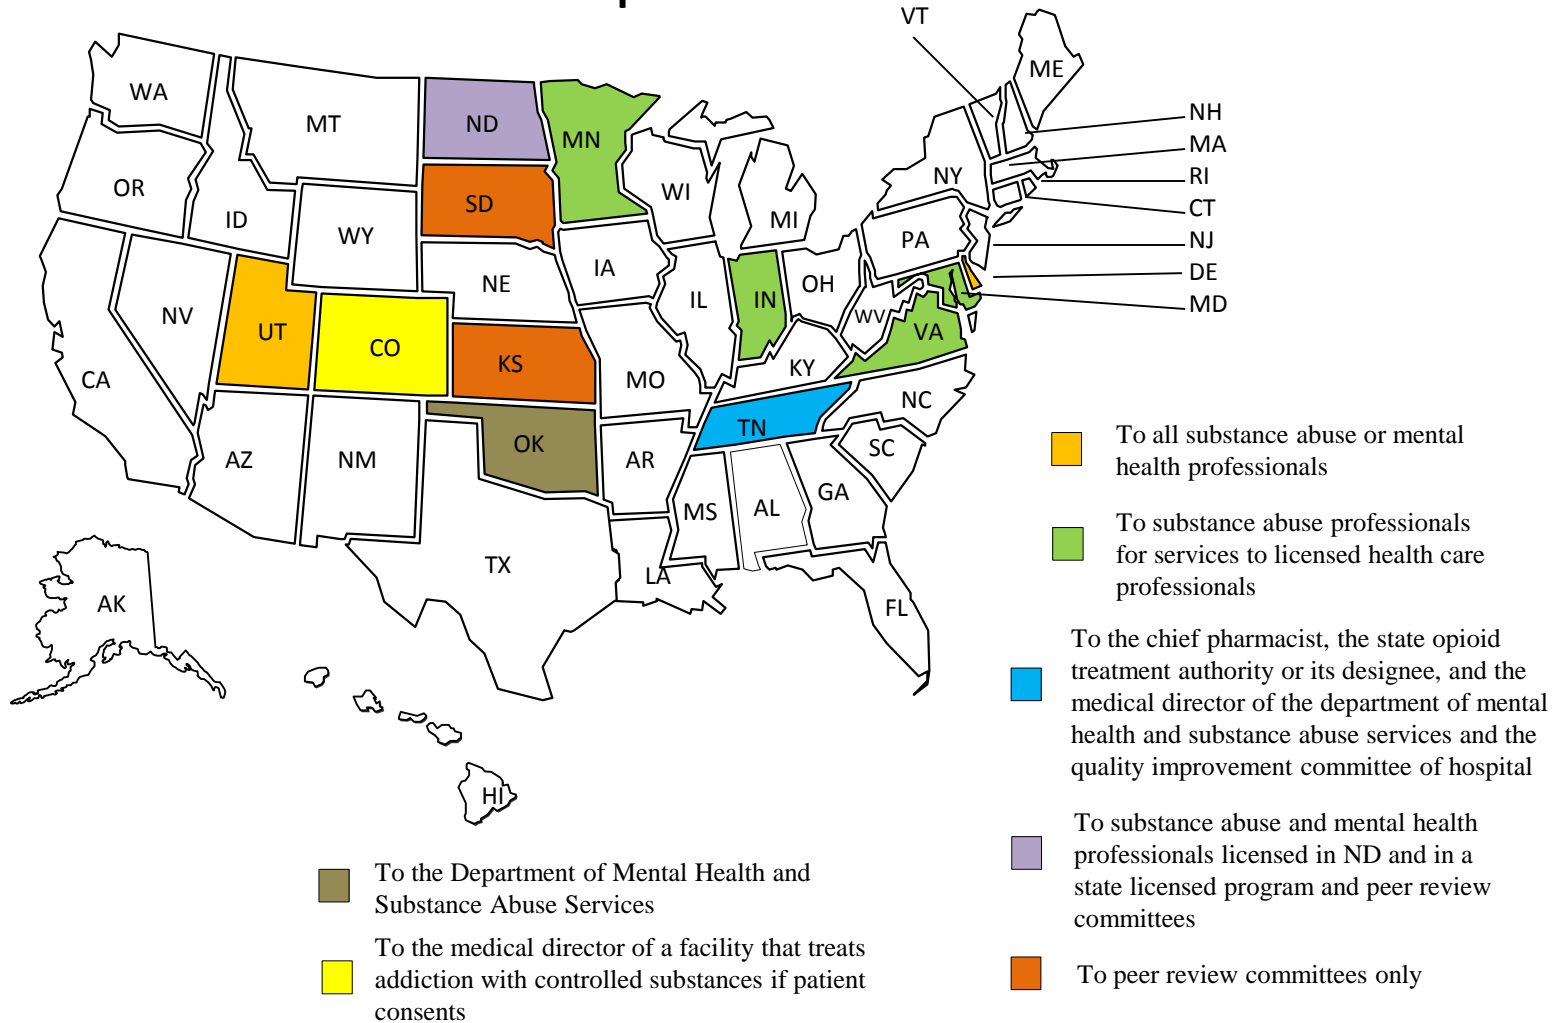 VT
ME
WA
MT
ND
MN
NH
MA
OR
ID
SD
WI
NY
RI
MI
CT
WY
PA
NJ
IA
NE
OH
DE
IL
IN
MD
NV
UT
CO
WV
VA
KS
KY
CA
MO
NC
TN
OK
AZ
NM
AR
SC
GA
MS
AL
TX
LA
FL
AK
HI
To all substance abuse or mental
health professionals
To substance abuse professionals
for services to licensed health care
professionals
To the chief pharmacist, the state opioid
treatment authority or its designee, and the
medical director of the department of mental
health and substance abuse services and the
quality improvement committee of hospital
To substance abuse and mental health
professionals licensed in ND and in a
state licensed program and peer review
committees
To peer review committees only
To the Department of Mental Health and
Substance Abuse Services
To the medical director of a facility that treats
addiction with controlled substances if patient
consents